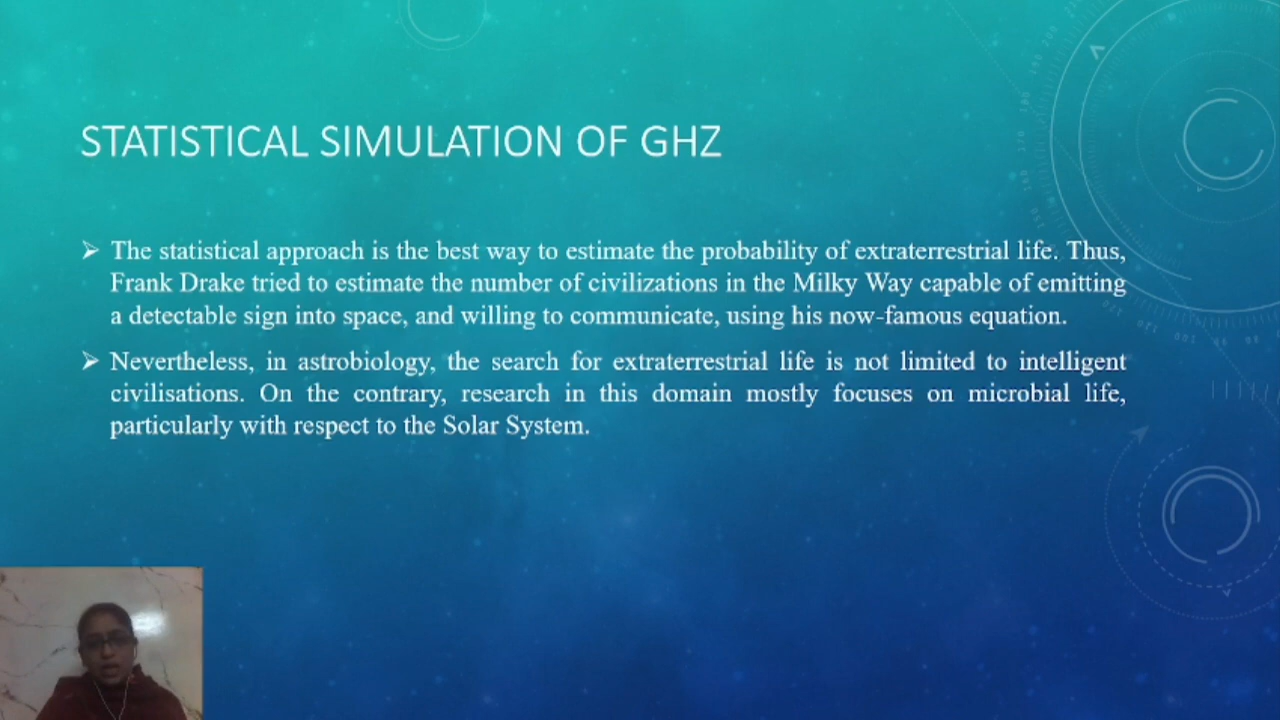 STATISTICAL SIMULATION OF GHZ
The statistical approach is the best way to estimate the probability of extraterrestrial life. Thus,
Frank Drake tried to estimate the number of civilizations in the Milky Way capable of emitting
a detectable sign into space, and willing to communicate, using his now-famous equation.
Nevertheless, in astrobiology, the search for extraterrestrial life is not limited to intelligent
civilisations. On the contrary, research in this domain mostly focuses on microbial life,
particularly with respect to the Solar System.